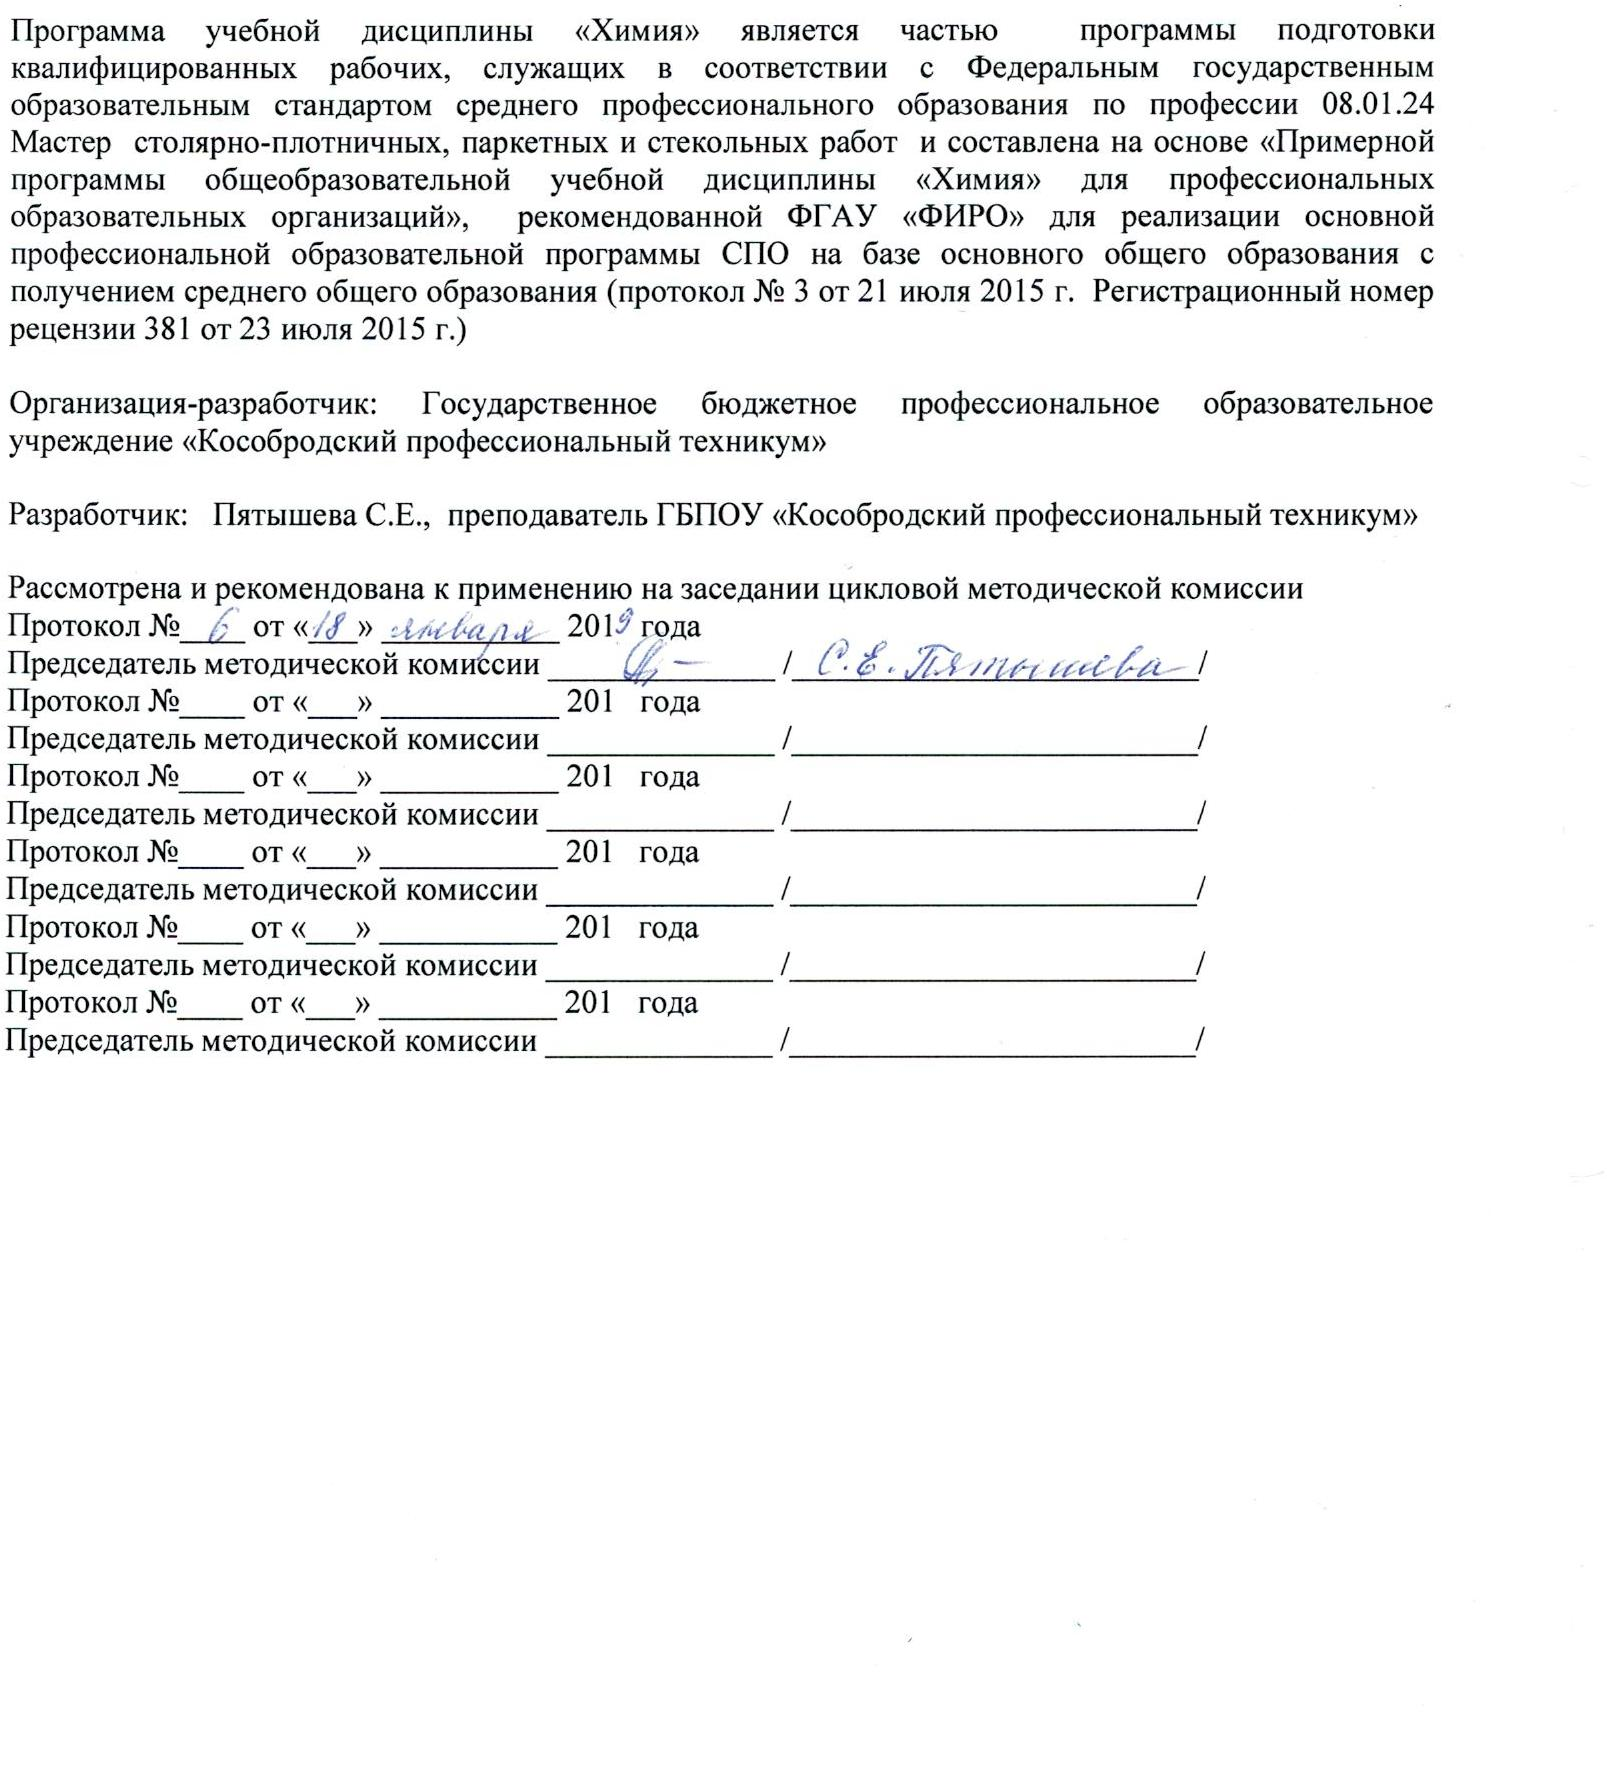 Программа учебной дисциплины «Химия» является частью программы подготовки
квалифицированных рабочих, служащих в соответствии с Федеральным государственным
образовательным стандартом среднего профессионального образования по профессии 08.01.24
Мастер столярно-плотничных, паркетных и стекольных работ и составлена на основе «Примерной
программы общеобразовательной учебной дисциплины «Химия» для профессиональных
образовательных организаций», рекомендованной ФГАУ «ФИРО» для реализации основной
профессиональной образовательной программы СПО на базе основного общего образования с
получением среднего общего образования (протокол № 3 от 21 июля 2015 г. Регистрационный номер
рецензии 381 от 23 июля 2015 г.)
Организация-разработчик: Государственное бюджетное профессиональное образовательное
учреждение «Кособродский профессиональный техникум»
Разработчик: Пятышева С.Е., преподаватель ГБПОУ «Кособродский профессиональный техникум»
Рассмотрена и рекомендована к применению на заседании цикловой методической комиссии
Протокол № 6 от «18» января 2019 года
Председатель методической комиссии ______________ / С.Е. Пятышева /
Протокол №____ от «___» ___________ 201 года
Председатель методической комиссии ______________ /_________________________/
Протокол №____ от «___» ___________ 201 года
Председатель методической комиссии ______________ /_________________________/
Протокол №____ от «___» ___________ 201 года
Председатель методической комиссии ______________ /_________________________/
Протокол №____ от «___» ___________ 201 года
Председатель методической комиссии ______________ /_________________________/
Протокол №____ от «___» ___________ 201 года
Председатель методической комиссии ______________ /_________________________/